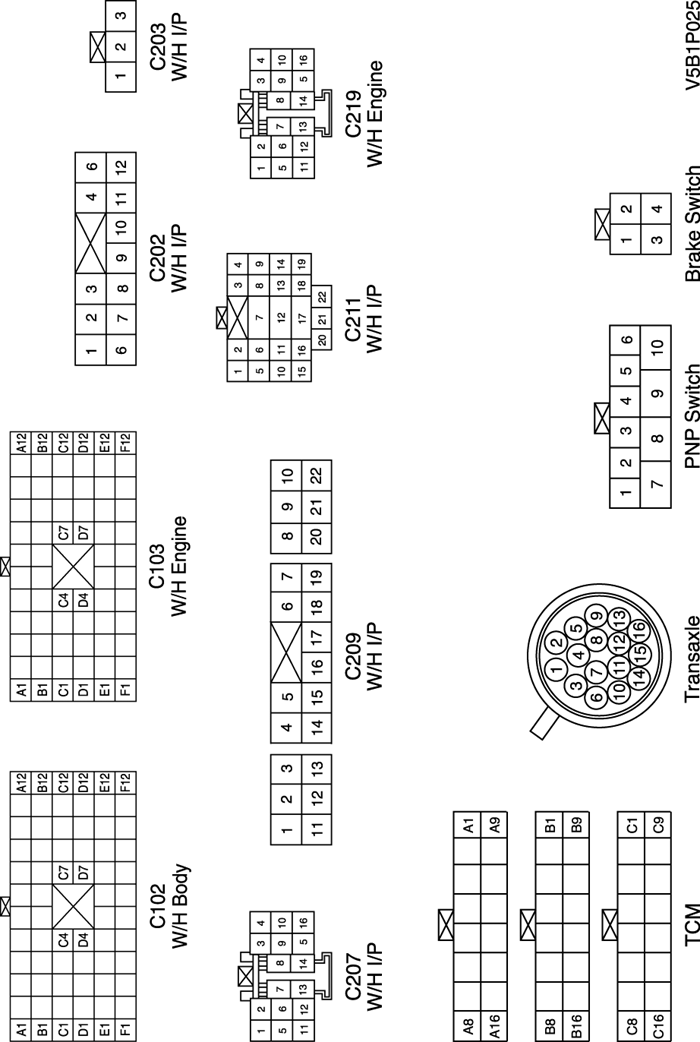 A1 A12
B1 B12
C1 C4 C7 C12
D1 D4 D7 D12
E1 E12
F1 F12
C102
W/H Body
A1 A12
B1 B12
C1 C4 C7 C12
D1 D4 D7 D12
E1 E12
F1 F12
C103
W/H Engine
1 2 3 4 6
6 7 8 9 10 11 12
C202
W/H I/P
1 2 3
C203
W/H I/P
1 2 3 4
5 6 7 8 9 10
11 12 13 14 5 16
C207
W/H I/P
1 2 3 4 5 6 7 8 9 10
11 12 13 14 15 16 17 18 19 20 21 22
C209
W/H I/P
1 2 3 4
5 6 7 8 9
10 11 12 13 14
15 16 17 18 19
20 21 22
C211
W/H I/P
1 2 3 4
5 6 7 8 9 10
11 12 13 14 5 16
C219
W/H Engine
A8 A1
A16 A9
B8 B1
B16 B9
C8 C1
C16 C9
TCM
1 2
3 4 5
6 7 8 9
10 11 12 13
14 15 16
Transaxle
1 2 3 4 5 6
7 8 9 10
PNP Switch
1 2
3 4
Brake Switch
V5B1P025